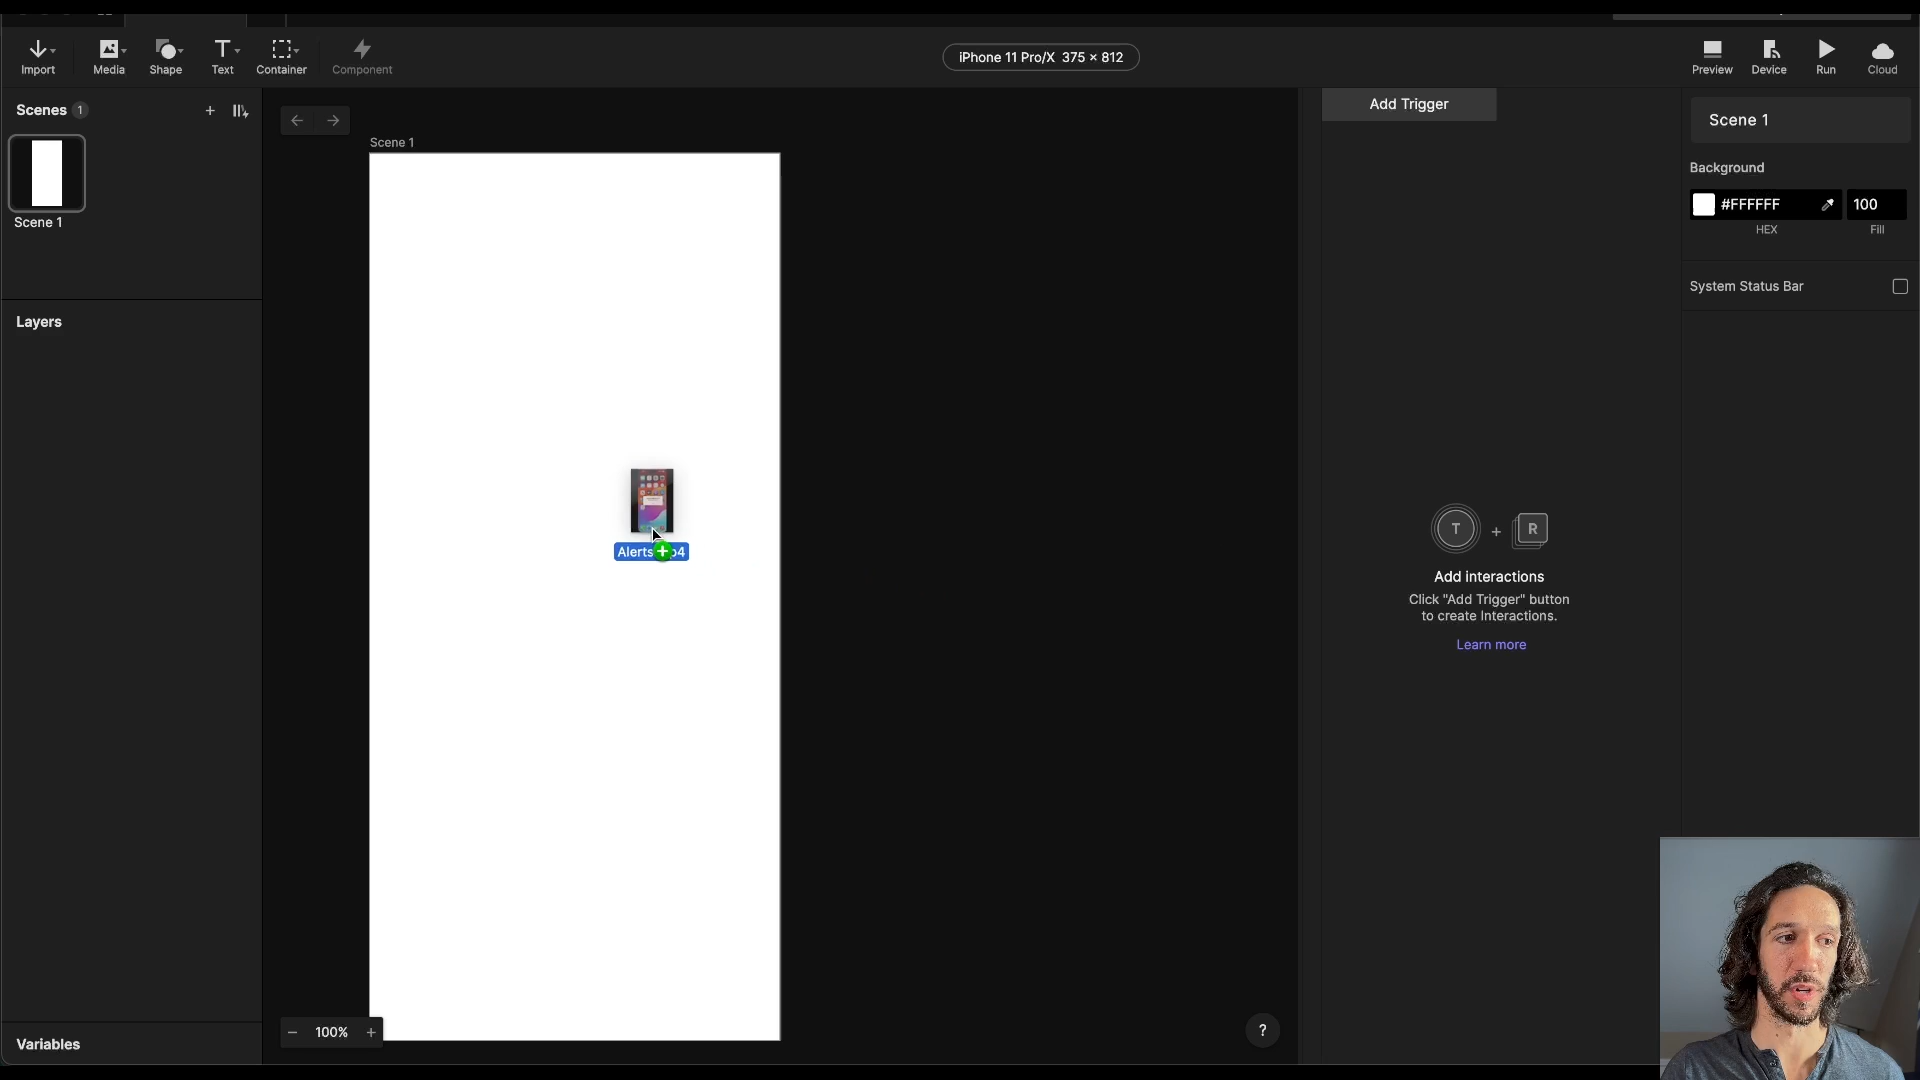 Import
Media
Shape
Text
Container
Component
iPhone 11 Pro/X 375 × 812
Preview
Device
Run
Cloud
Scenes 1
Scene 1
Layers
Variables
Scene 1
100%
?
Add Trigger
T + R
Add interactions
Click "Add Trigger" button
to create Interactions.
Learn more
Scene 1
Background
#FFFFFF 100
HEX Fill
System Status Bar